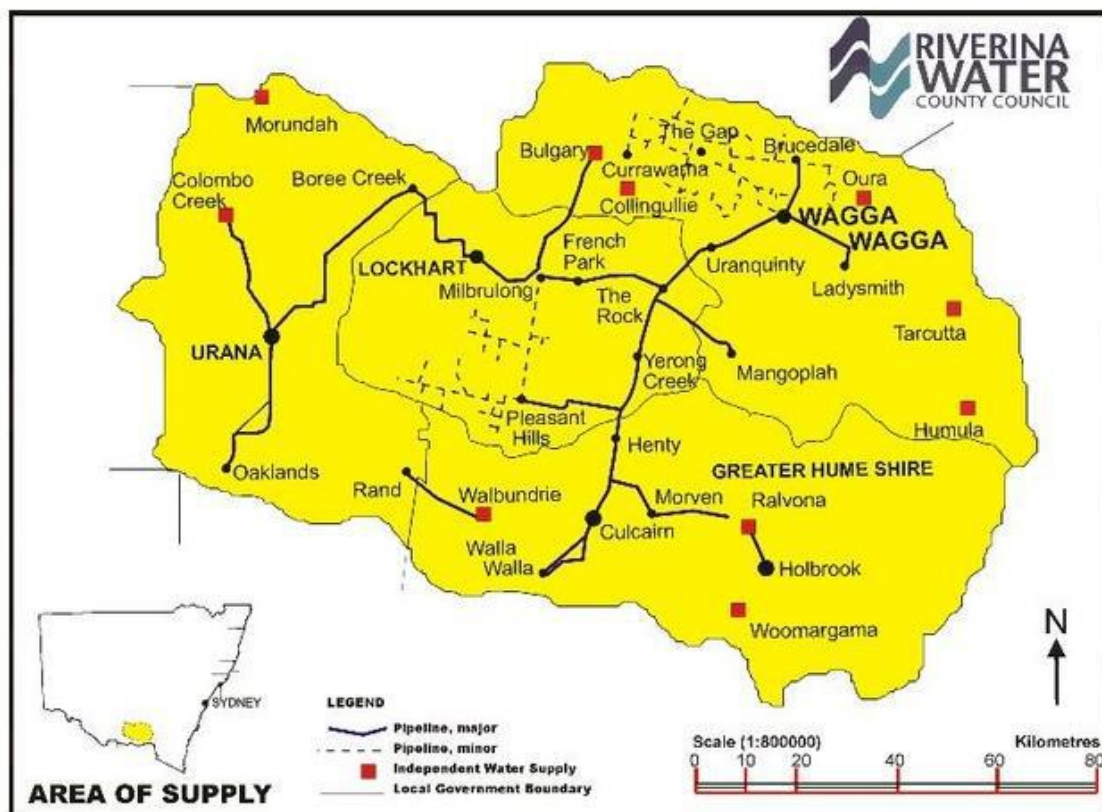 RIVERINA
WATER
COUNTY COUNCIL
Morundah
The Gap
Bulgary
Brucedale
Currawarna
Colombo
Creek
Boree Creek
Oura
Collingullie
WAGGA
WAGGA
French
Park
Uranquinty
LOCKHART
Ladysmith
Milbrulong
The
Rock
Tarcutta
URANA
Yerong
Creek
Mangoplah
Pleasant
Hills
Humula
Henty
Oaklands
GREATER HUME SHIRE
Rand
Walbundrie
Morven
Ralvona
Culcairn
Walla
Walla
Holbrook
Woomargama
N
SYDNEY
LEGEND
Pipeline, major
Pipeline, minor
Independent Water Supply
Local Government Boundary
Scale (1:800000)
Kilometres
0 10 20 40 60 80
AREA OF SUPPLY